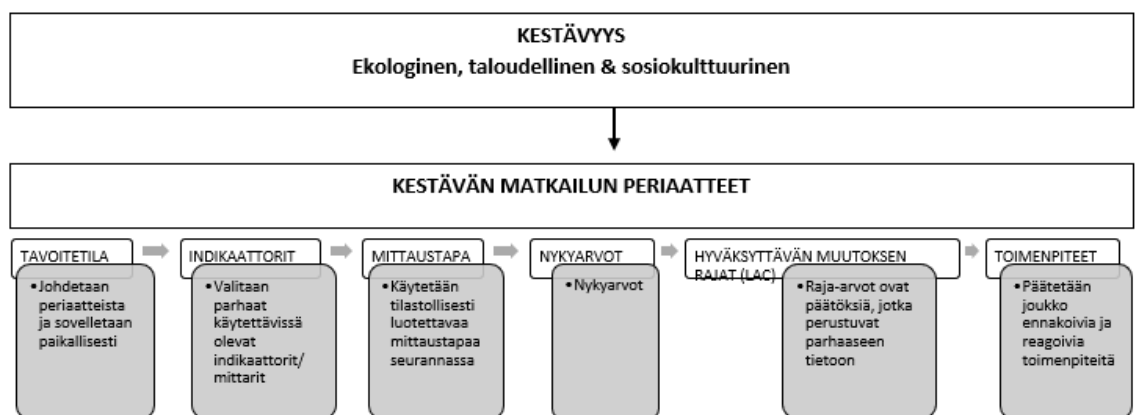 KESTÄVYYS
Ekologinen, taloudellinen & sosiokulttuurinen
KESTÄVÄN MATKAILUN PERIAATTEET
TAVOITETILA
•Johdetaan
periaatteista
ja sovelletaan
paikallisesti
INDIKAATTORIT
•Valitaan
parhaat
käytettävissä
olevat
indikaattorit/
mittarit
MITTAUSTAPA
•Käytetään
tilastollisesti
luotettavaa
mittaustapaa
seurannassa
NYKYARVOT
•Nykyarvot
HYVÄKSYTTÄVÄN MUUTOKSEN
RAJAT (LAC)
•Raja-arvot ovat
päätöksiä, jotka
perustuvat
parhaaseen
tietoon
TOIMENPITEET
•Päätetään
joukko
ennakoivia ja
reagoivia
toimenpiteitä